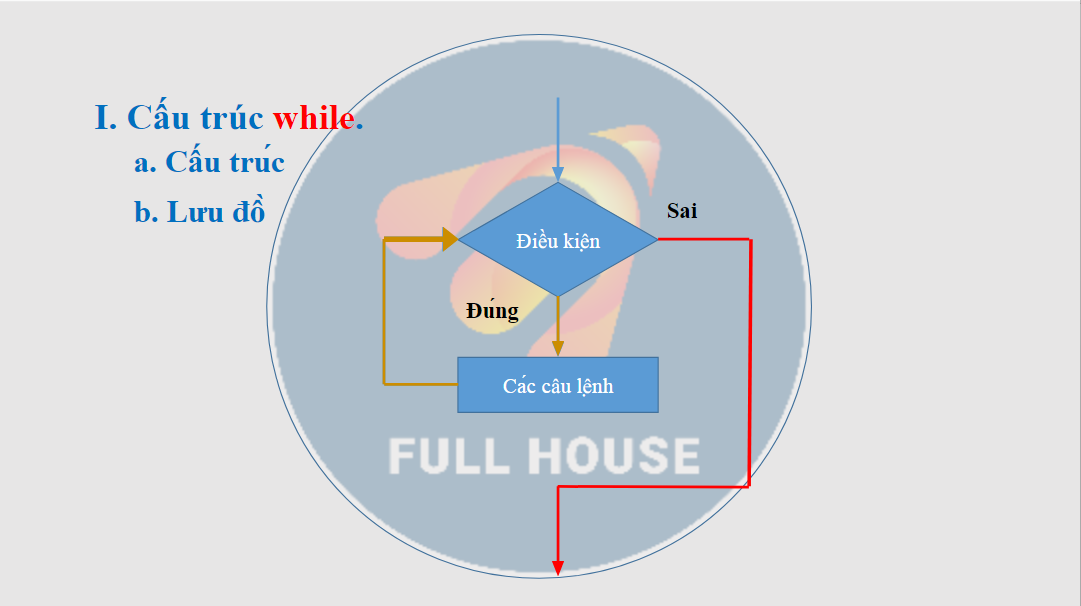 I. Cấu trúc while.
a. Cấu trúc
b. Lưu đồ
Sai
Điều kiện
Đúng
Các câu lệnh
FULL HOUSE